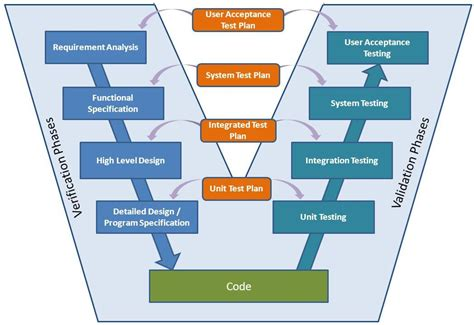 User Acceptance
Test Plan
Requirement Analysis
User Acceptance
Testing
System Test Plan
Functional
Specification
System Testing
Integrated Test
Plan
High Level Design
Integration Testing
Unit Test Plan
Detailed Design /
Program Specification
Unit Testing
Verification Phases
Validation Phases
Code